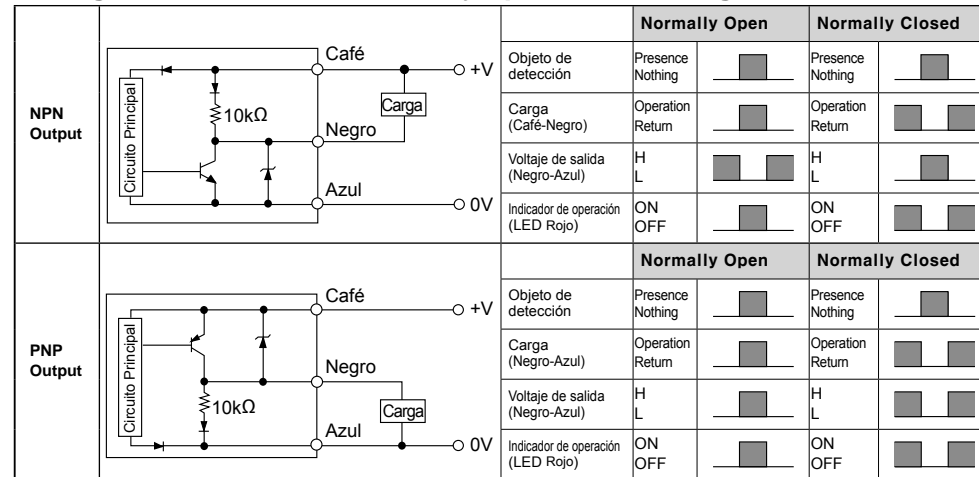 Normally Open Normally Closed
NPN
Output
Circuito Principal
10kΩ
Café
Negro
Azul
Carga
+V
0V
Objeto de
detección
Presence
Nothing
Presence
Nothing
Carga
(Café-Negro)
Operation
Return
Operation
Return
Voltaje de salida
(Negro-Azul)
H
L
H
L
Indicador de operación
(LED Rojo)
ON
OFF
ON
OFF
Normally Open Normally Closed
PNP
Output
Circuito Principal
10kΩ
Café
Negro
Azul
Carga
+V
0V
Objeto de
detección
Presence
Nothing
Presence
Nothing
Carga
(Negro-Azul)
Operation
Return
Operation
Return
Voltaje de salida
(Negro-Azul)
H
L
H
L
Indicador de operación
(LED Rojo)
ON
OFF
ON
OFF